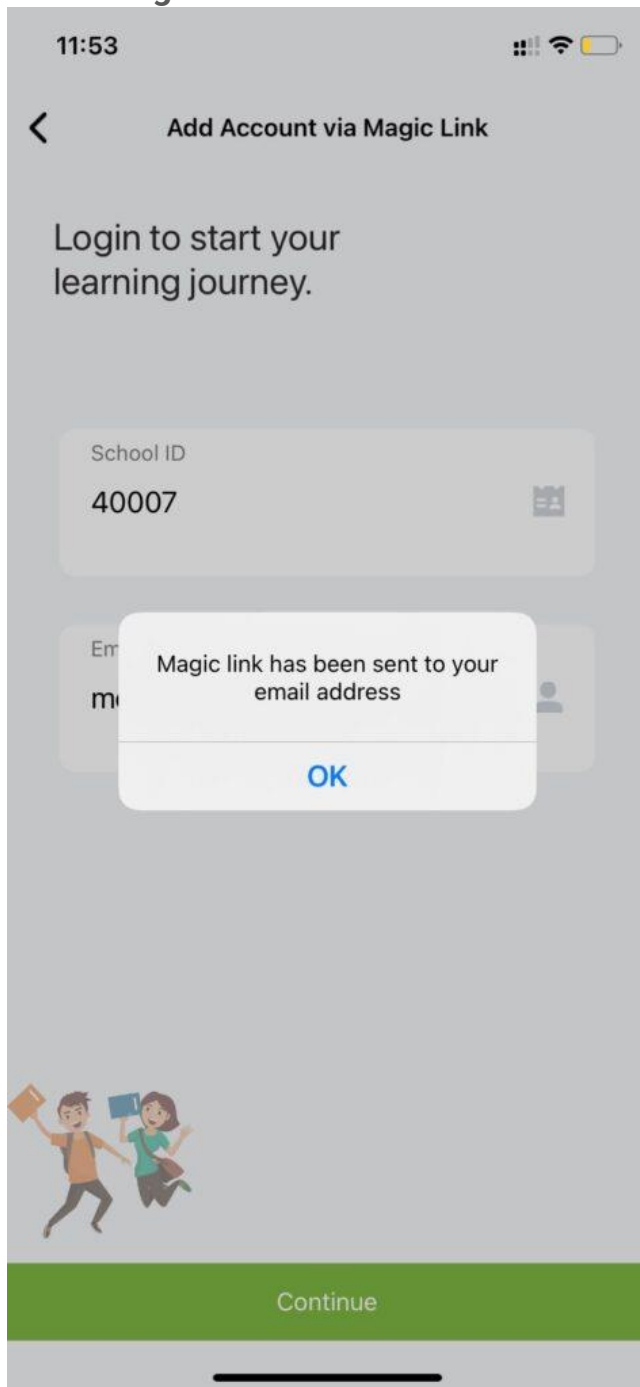 11:53
Add Account via Magic Link
Login to start your
learning journey.
School ID
40007
Magic link has been sent to your
email address
OK
Continue